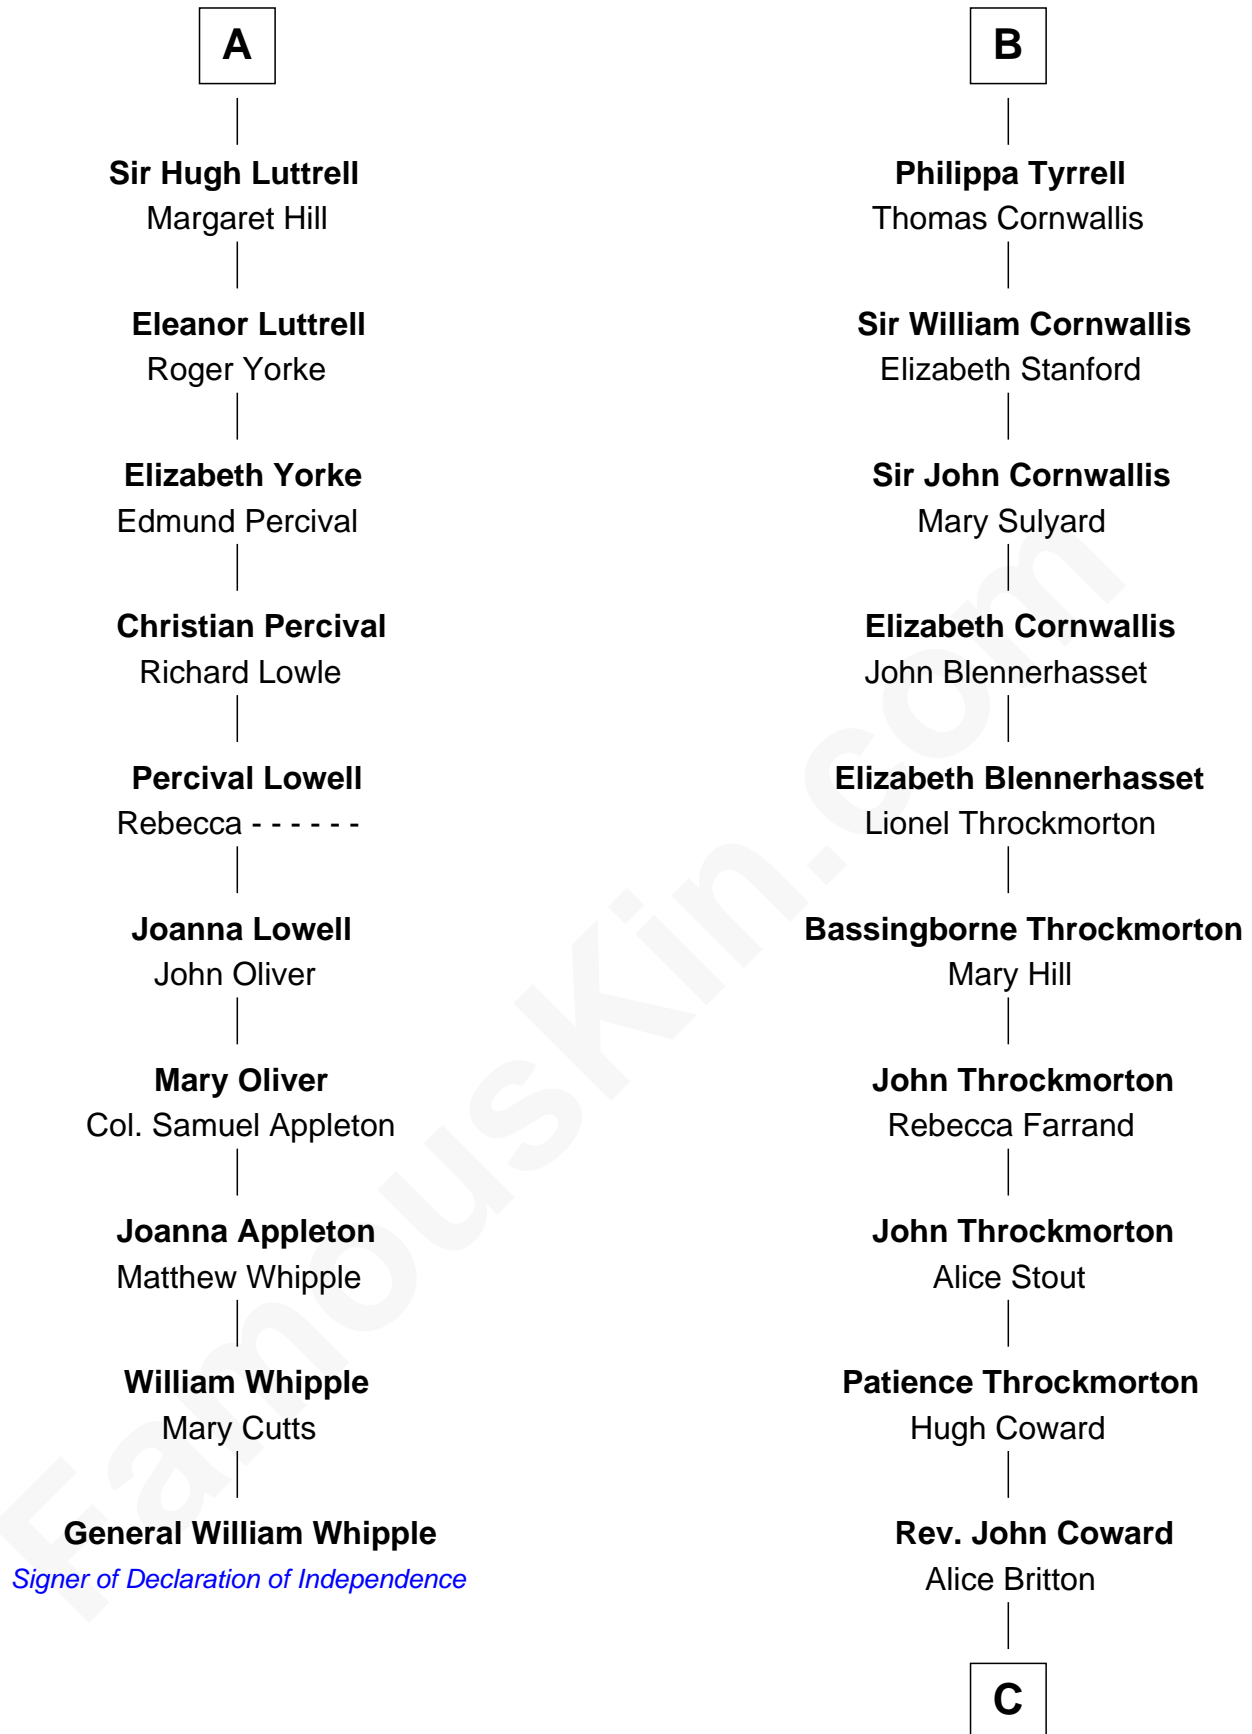 A
Sir Hugh Luttrell
Margaret Hill
Eleanor Luttrell
Roger Yorke
Elizabeth Yorke
Edmund Percival
Christian Percival
Richard Lowle
Percival Lowell
Rebecca - - - - - -
Joanna Lowell
John Oliver
Mary Oliver
Col. Samuel Appleton
Joanna Appleton
Matthew Whipple
William Whipple
Mary Cutts
General William Whipple
Signer of Declaration of Independence
B
Philippa Tyrrell
Thomas Cornwallis
Sir William Cornwallis
Elizabeth Stanford
Sir John Cornwallis
Mary Sulyard
Elizabeth Cornwallis
John Blennerhasset
Elizabeth Blennerhasset
Lionel Throckmorton
Bassingborne Throckmorton
Mary Hill
John Throckmorton
Rebecca Farrand
John Throckmorton
Alice Stout
Patience Throckmorton
Hugh Coward
Rev. John Coward
Alice Britton
C
FamousKin.com